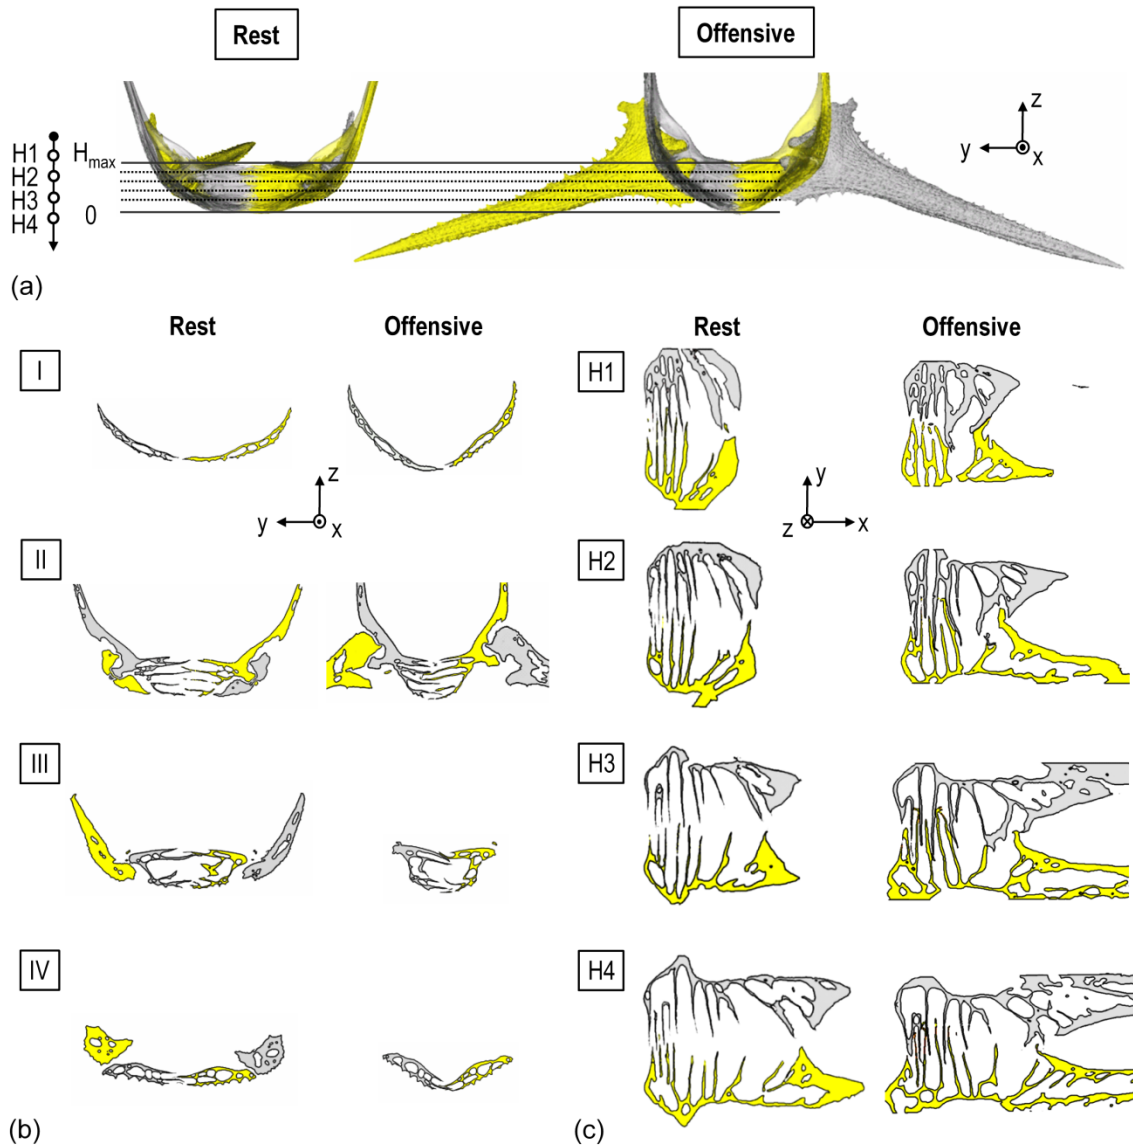 Rest
Offensive
H1
H2
H3
H4
Hmax
0
z
y
x
(a)
Rest
Offensive
Rest
Offensive
I
H1
z
y
x
y
z
x
II
H2
III
H3
IV
H4
(b)
(c)